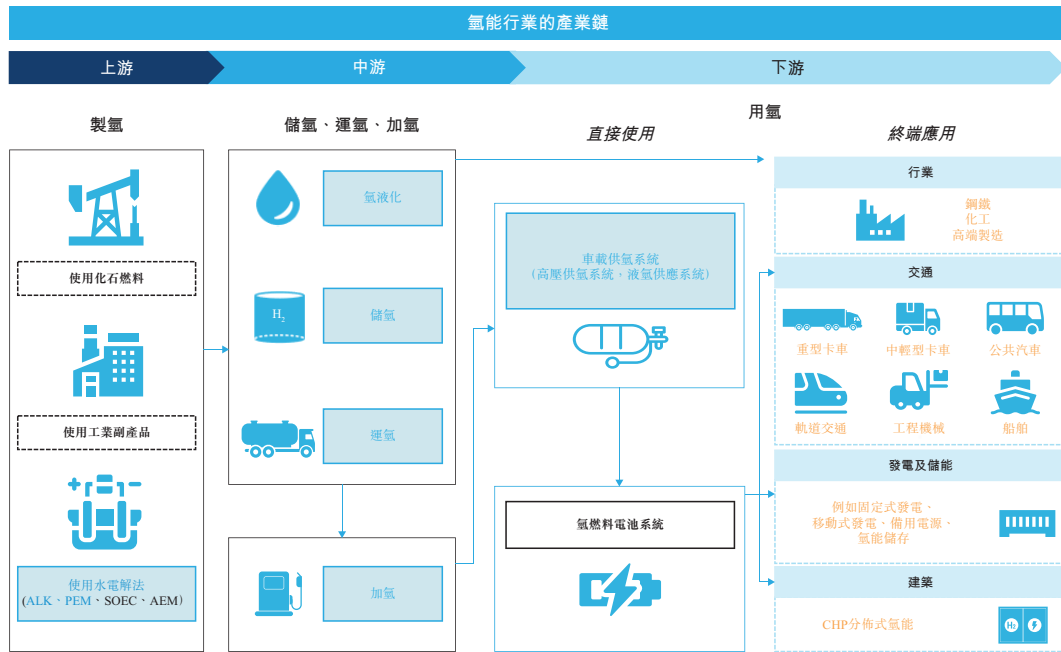 氫能行業的產業鏈
上游
中游
下游
製氫
儲氫、運氫、加氫
用氫
直接使用
終端應用
使用化石燃料
使用工業副產品
使用水電解法
(ALK、PEM、SOEC、AEM)
氫液化
H₂
儲氫
運氫
加氫
車載供氫系統
(高壓供氫系統,液氫供應系統)
氫燃料電池系統
行業
鋼鐵
化工
高端製造
交通
重型卡車
中輕型卡車
公共汽車
軌道交通
工程機械
船舶
發電及儲能
例如固定式發電、
移動式發電、備用電源、
氫能儲存
建築
CHP分佈式氫能
H₂